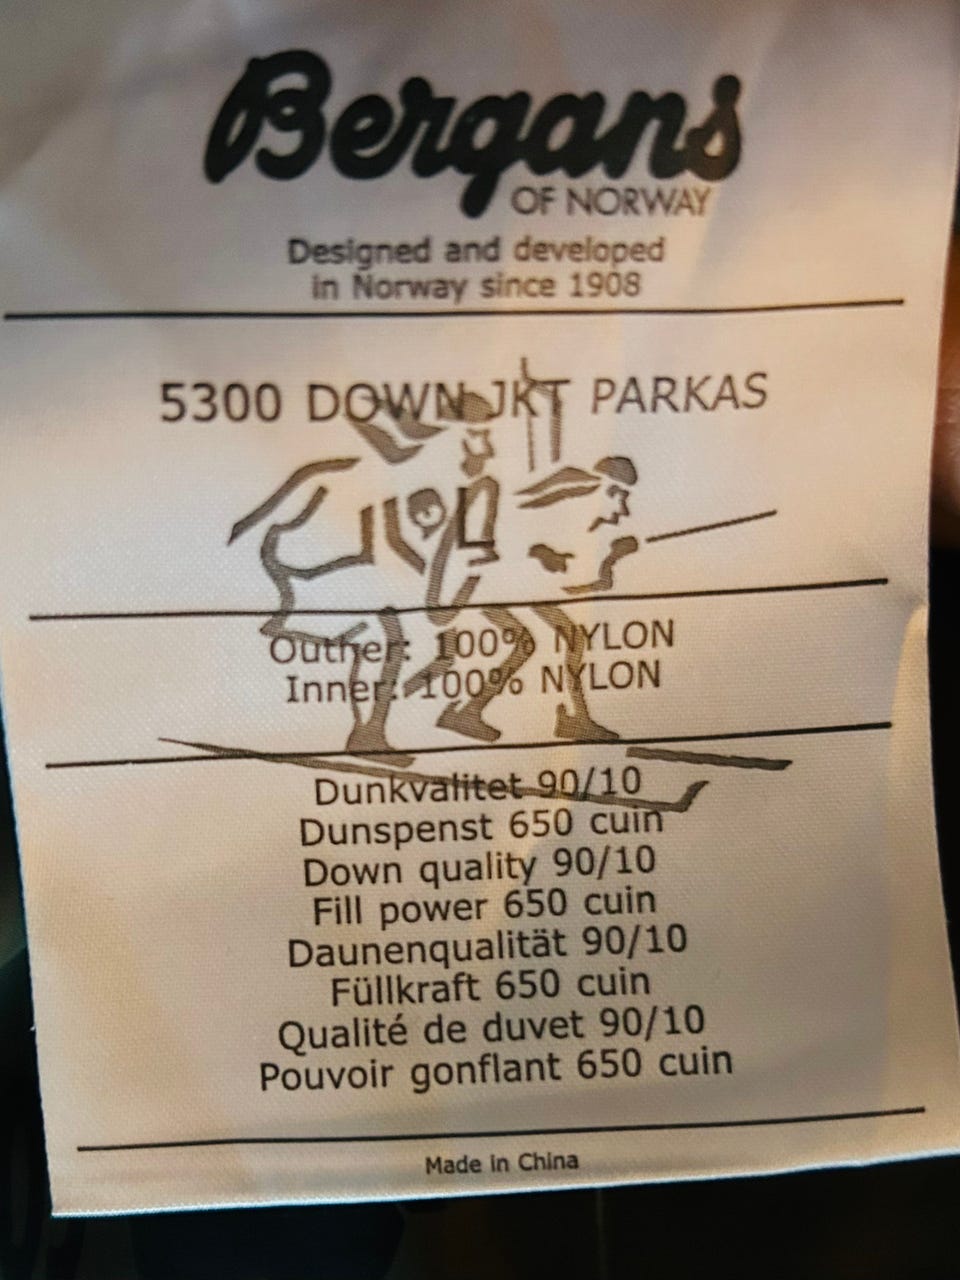 Bergans
OF NORWAY
Designed and developed
in Norway since 1908
5300 DOWN JKT PARKAS
Outher: 100% NYLON
Inner: 100% NYLON
Dunkvalitet 90/10
Dunspenst 650 cuin
Down quality 90/10
Fill power 650 cuin
Daunenqualität 90/10
Füllkraft 650 cuin
Qualité de duvet 90/10
Pouvoir gonflant 650 cuin
Made in China